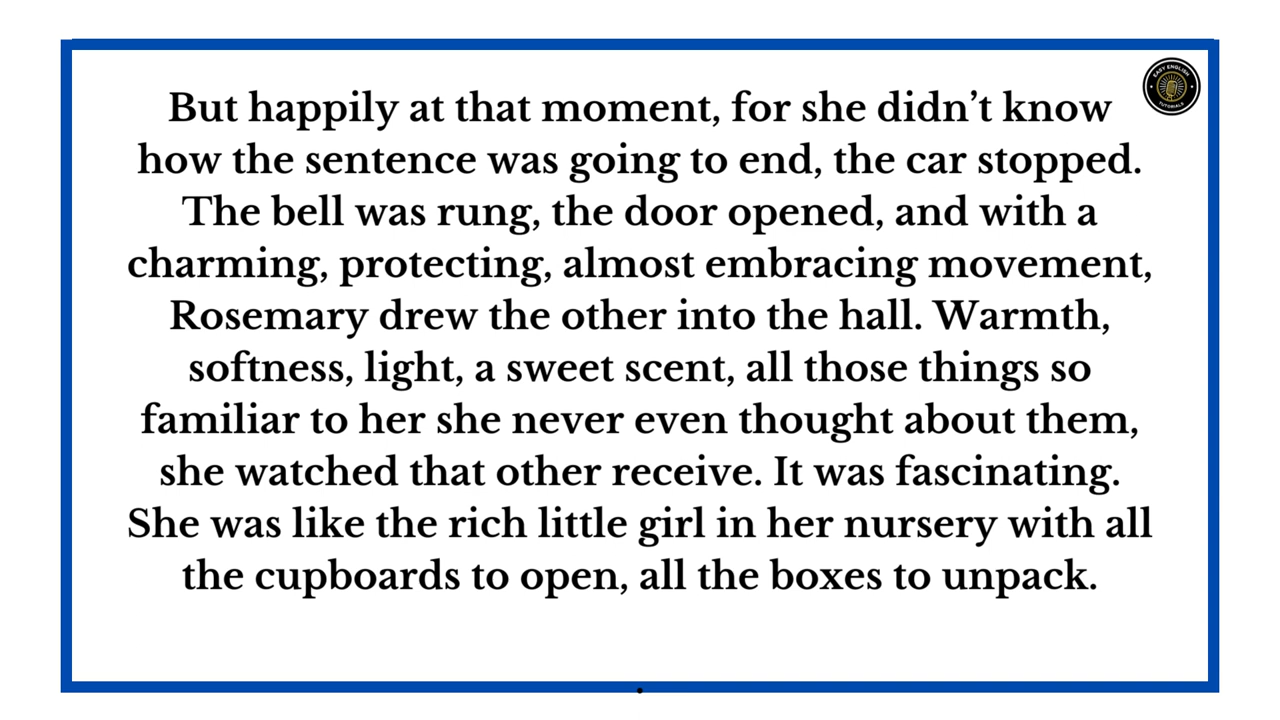 EASY ENGLISH
TUTORIALS
But happily at that moment, for she didn’t know
how the sentence was going to end, the car stopped.
The bell was rung, the door opened, and with a
charming, protecting, almost embracing movement,
Rosemary drew the other into the hall. Warmth,
softness, light, a sweet scent, all those things so
familiar to her she never even thought about them,
she watched that other receive. It was fascinating.
She was like the rich little girl in her nursery with all
the cupboards to open, all the boxes to unpack.
.